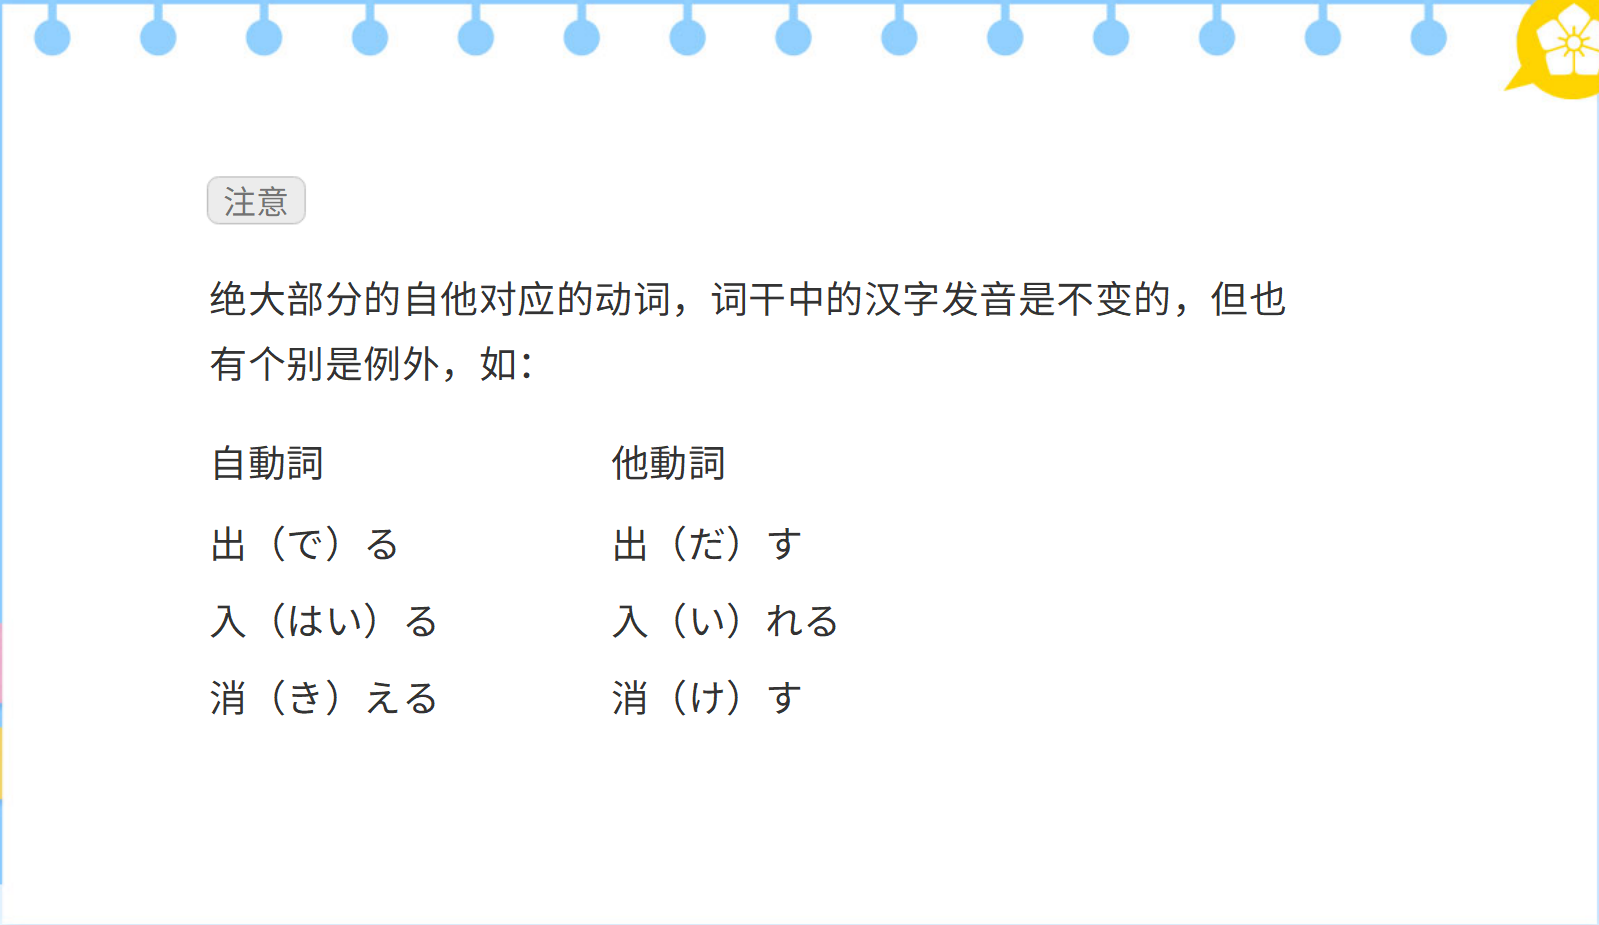 注意
绝大部分的自他对应的动词，词干中的汉字发音是不变的，但也
有个别是例外，如：
自動詞 他動詞
出（で）る 出（だ）す
入（はい）る 入（い）れる
消（き）える 消（け）す